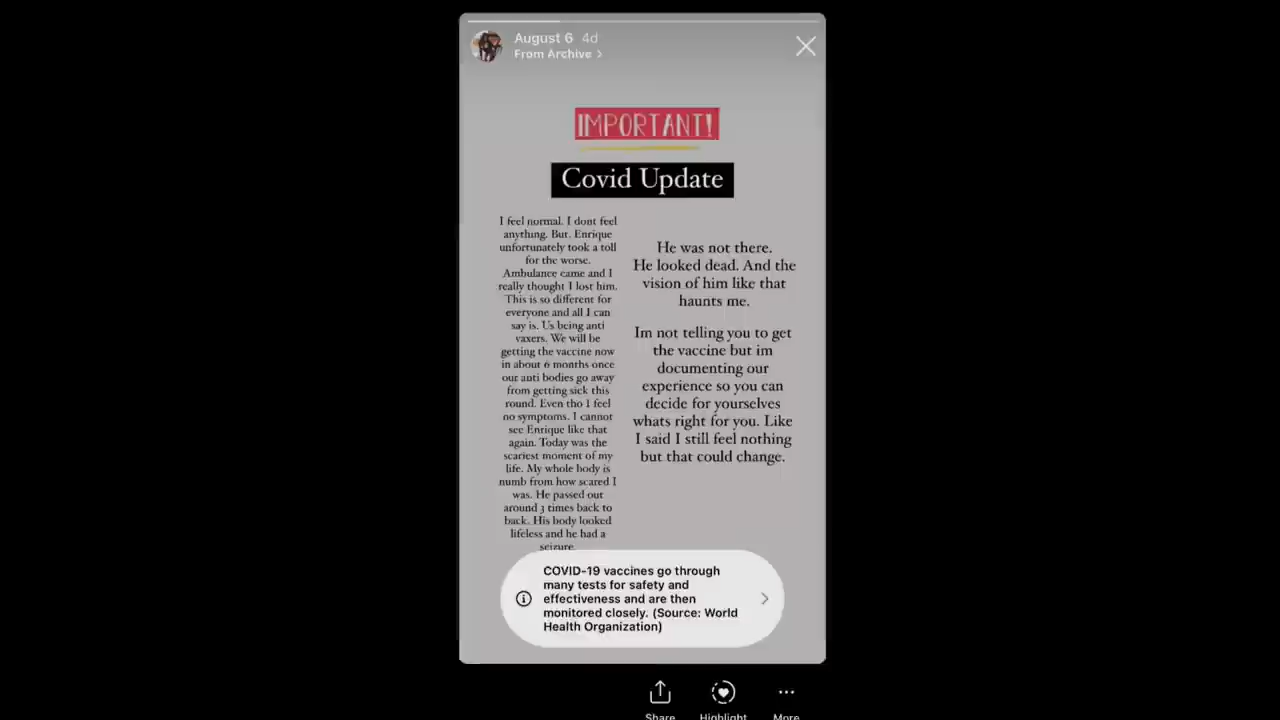 August 6 4d
From Archive >
IMPORTANT!
Covid Update
I feel normal. I dont feel
anything. But. Enrique
unfortunately took a toll
for the worse.
Ambulance came and I
really thought I lost him.
This is so different for
everyone and all I can
say is. Us being anti
vaxers. We will be
getting the vaccine now
in about 6 months once
our anti bodies go away
from getting sick this
round. Even tho I feel
no symptoms. I cannot
see Enrique like that
again. Today was the
scariest moment of my
life. My whole body is
numb from how scared I
was. He passed out
around 3 times back to
back. His body looked
lifeless and he had a
seizure.
He was not there.
He looked dead. And the
vision of him like that
haunts me.
Im not telling you to get
the vaccine but im
documenting our
experience so you can
decide for yourselves
whats right for you. Like
I said I still feel nothing
but that could change.
COVID-19 vaccines go through
many tests for safety and
effectiveness and are then
monitored closely. (Source: World
Health Organization)
Share Highlight More